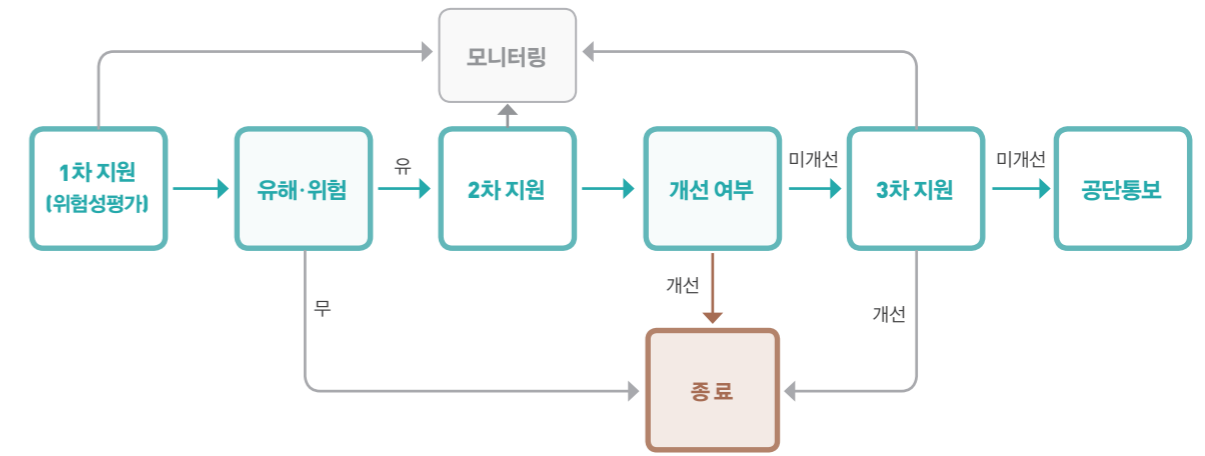 모니터링
1차 지원
(위험성평가)
유해·위험
유
2차 지원
개선 여부
미개선
3차 지원
미개선
공단통보
무
개선
개선
종료